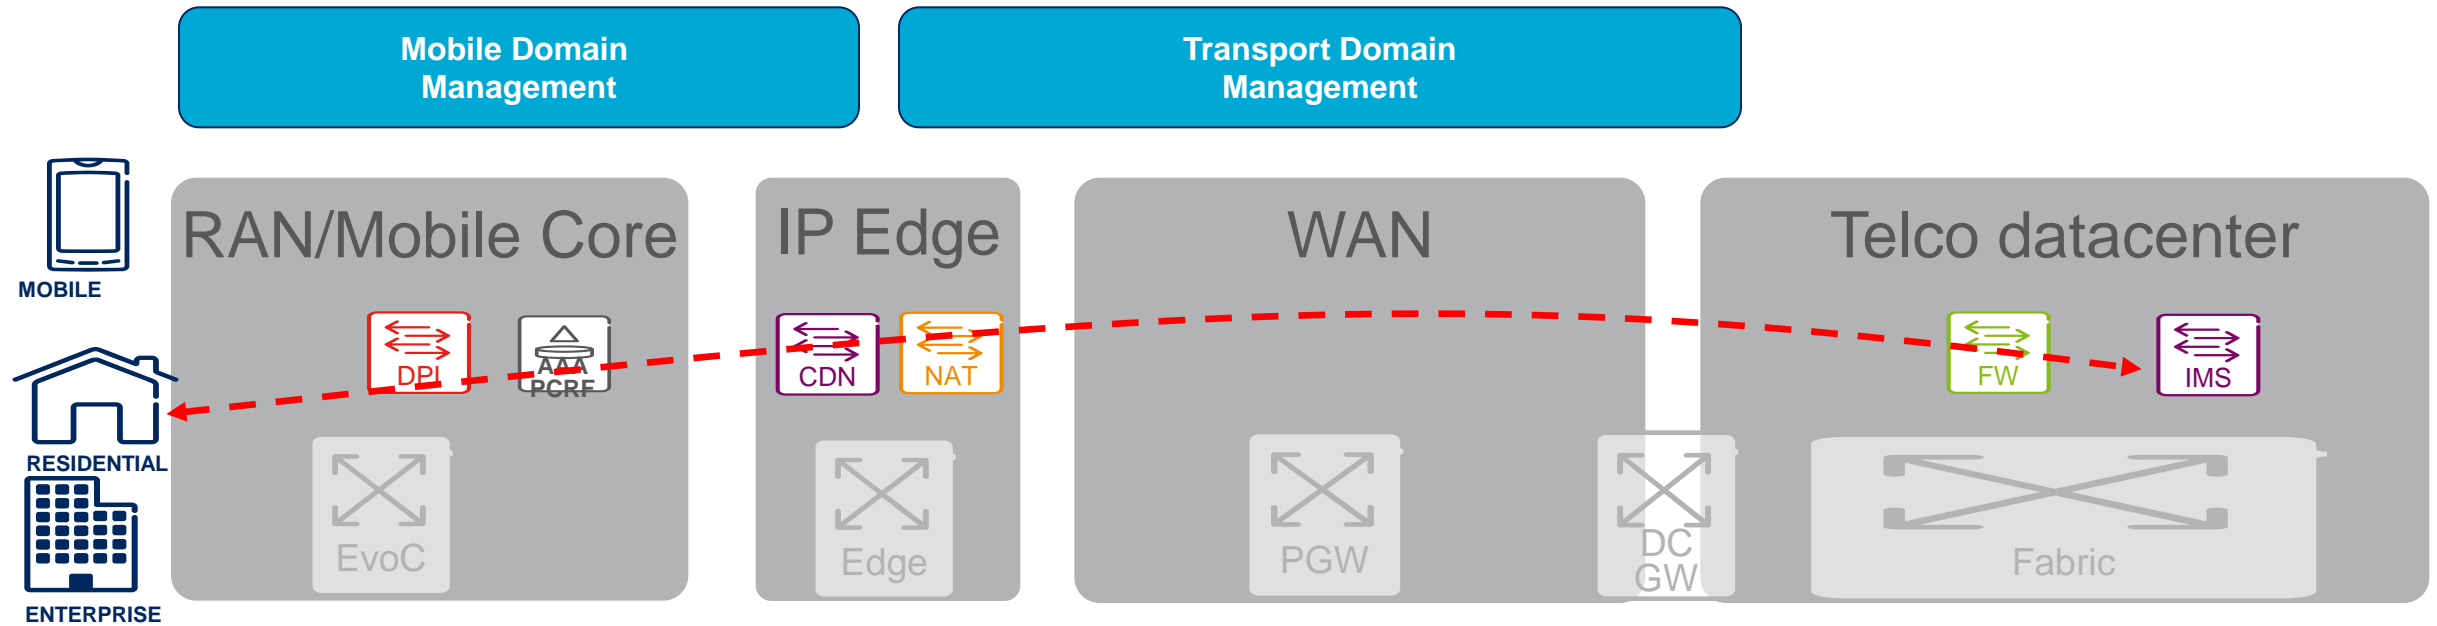 Mobile Domain
Management
Transport Domain
Management
MOBILE
RESIDENTIAL
ENTERPRISE
RAN/Mobile Core
DPI
AAA
PCRF
EvoC
IP Edge
CDN
NAT
Edge
WAN
PGW
DC
GW
Telco datacenter
FW
IMS
Fabric